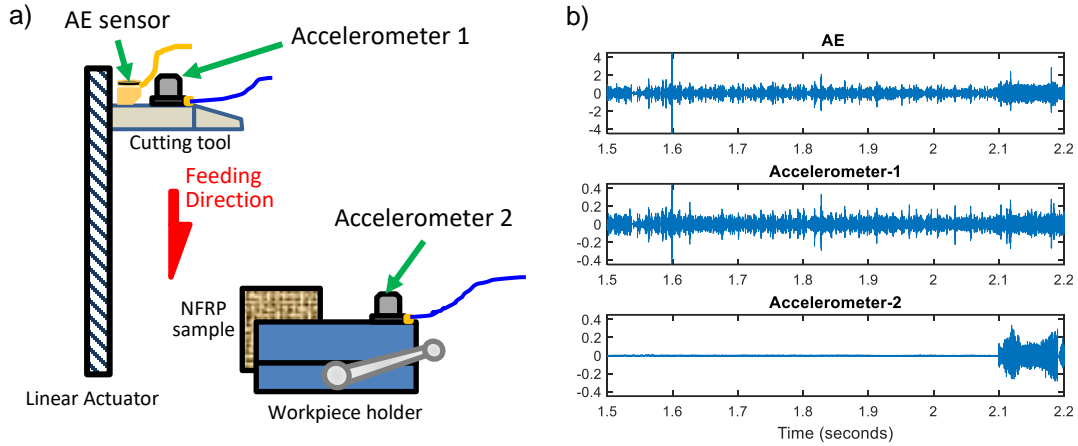 a)
AE sensor
Accelerometer 1
Cutting tool
Feeding
Direction
Accelerometer 2
NFRP
sample
Linear Actuator
Workpiece holder
b)
AE
4
2
0
-2
-4
1.5 1.6 1.7 1.8 1.9 2 2.1 2.2
Accelerometer-1
0.4
0.2
0
-0.2
-0.4
1.5 1.6 1.7 1.8 1.9 2 2.1 2.2
Accelerometer-2
0.4
0.2
0
-0.2
-0.4
1.5 1.6 1.7 1.8 1.9 2 2.1 2.2
Time (seconds)